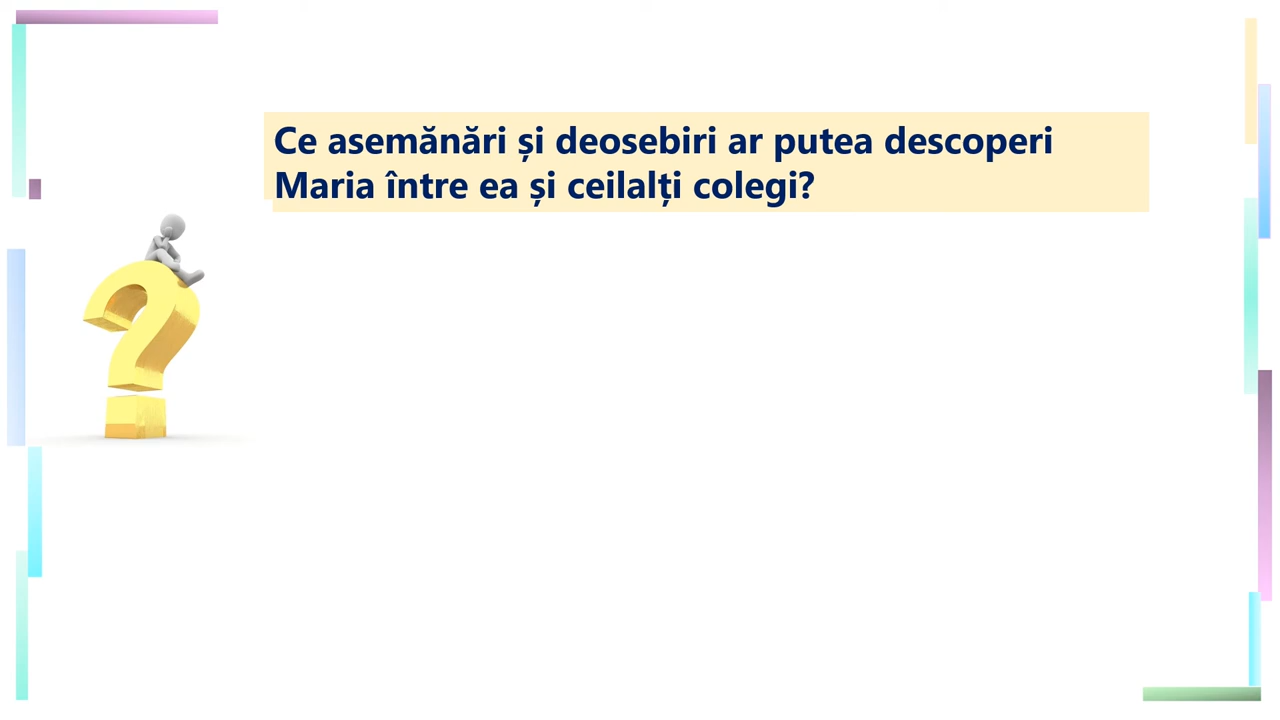 Ce asemănări și deosebiri ar putea descoperi
Maria între ea și ceilalți colegi?